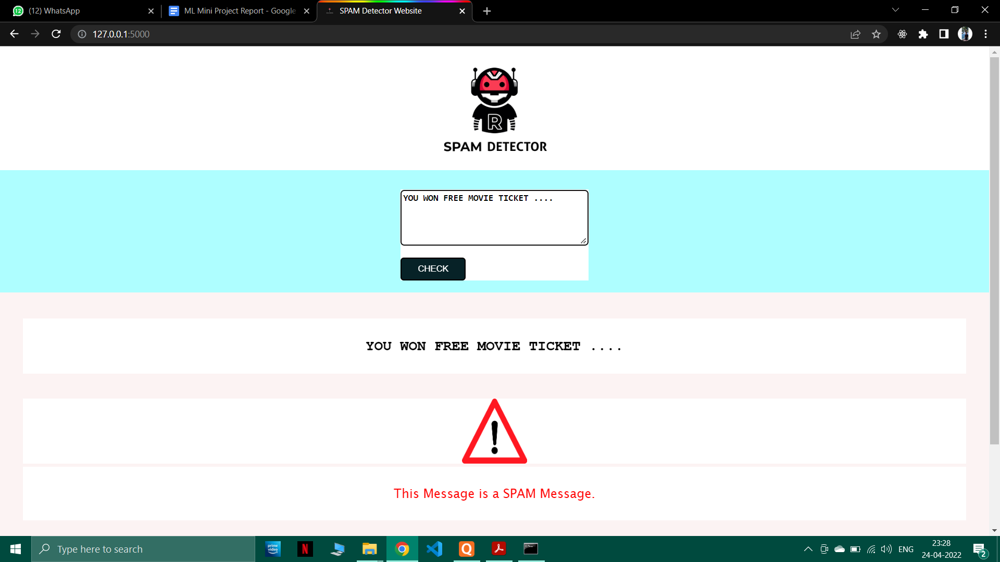 (12) WhatsApp
ML Mini Project Report - Google
SPAM Detector Website
127.0.0.1:5000
R
SPAM DETECTOR
YOU WON FREE MOVIE TICKET ....
CHECK
YOU WON FREE MOVIE TICKET ....
!
This Message is a SPAM Message.
Type here to search
prime video
N
Q
ENG
23:28
24-04-2022
2